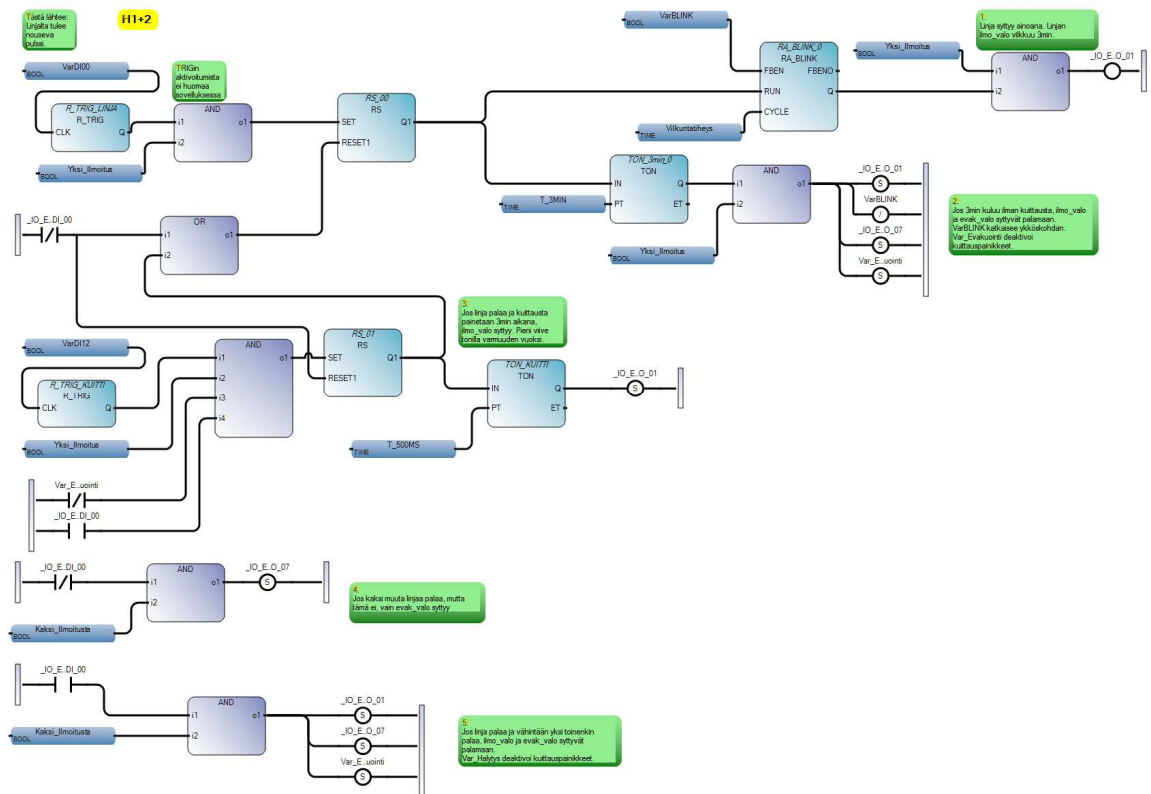 Tästä lähtee:
Linjalta tulee
nouseva
pulssi.
H1+2
VarDI00
BOOL
TRIGin
aktivoitumista
ei huomaa
sovelluksessa
R_TRIG_LINJA
R_TRIG
CLK
Q
Yksi_Ilmoitus
BOOL
AND
i1
o1
i2
RS_00
RS
SET
Q1
RESET1
VarBLINK
BOOL
RA_BLINK_0
RA_BLINK
FBEN
FBENO
RUN
Q
CYCLE
Vilkuntatiheys
TIME
Yksi_Ilmoitus
BOOL
AND
i1
o1
i2
_IO_E..O_01
1.
Linja syttyy ainoana. Linjan
ilmo_valo vilkkuu 3min.
TON_3min_0
TON
IN
Q
PT
ET
T_3MIN
TIME
Yksi_Ilmoitus
BOOL
AND
i1
o1
i2
_IO_E..O_01
S
VarBLINK
/
_IO_E..O_07
S
Var_E..uointi
S
2.
Jos 3min kuluu ilman kuittausta, ilmo_valo
ja evak_valo syttyvät palamaan.
VarBLINK katkaisee ykköskohdan.
Var_Evakuointi deaktivoi
kuittauspainikkeet.
_IO_E..DI_00
OR
i1
o1
i2
3.
Jos linja palaa ja kuittausta
painetaan 3min aikana,
ilmo_valo syttyy. Pieni viive
tonilla varmuuden vuoksi.
VarDI12
BOOL
R_TRIG_KUITTI
R_TRIG
CLK
Q
Yksi_Ilmoitus
BOOL
Var_E..uointi
_IO_E..DI_00
AND
i1
o1
i2
i3
i4
RS_01
RS
SET
Q1
RESET1
TON_KUITTI
TON
IN
Q
PT
ET
T_500MS
TIME
_IO_E..O_01
S
_IO_E..DI_00
AND
i1
o1
i2
_IO_E..O_07
S
Kaksi_Ilmoitusta
BOOL
4.
Jos kaksi muuta linjaa palaa, mutta
tämä ei, vain evak_valo syttyy
_IO_E..DI_00
Kaksi_Ilmoitusta
BOOL
AND
i1
o1
i2
_IO_E..O_01
S
_IO_E..O_07
S
Var_E..uointi
S
5.
Jos linja palaa ja vähintään yksi toinenkin
palaa, ilmo_valo ja evak_valo syttyvät
palamaan.
Var_Halytys deaktivoi kuittauspainikkeet.